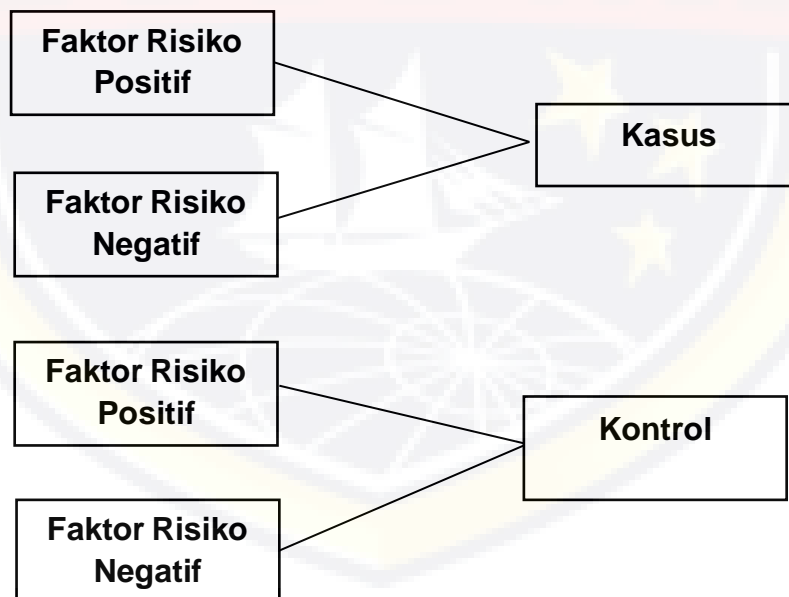 Faktor Risiko
Positif
Kasus
Faktor Risiko
Negatif
Faktor Risiko
Positif
Kontrol
Faktor Risiko
Negatif